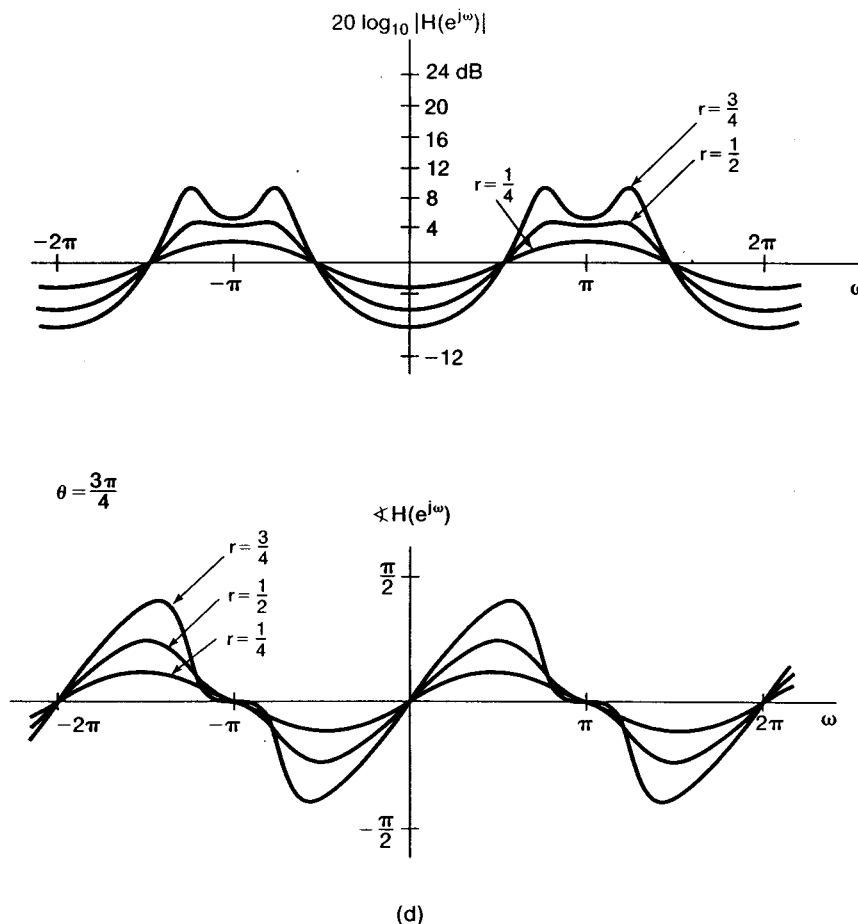 20 log₁₀ |H(e^{jω})|
24 dB
20
16
12
8
4
-12
r = 3/4
r = 1/2
r = 1/4
-2π
-π
π
2π
ω
θ = 3π/4
∢H(e^{jω})
π/2
r = 3/4
r = 1/2
r = 1/4
-2π
-π
π
2π
ω
-π/2
(d)